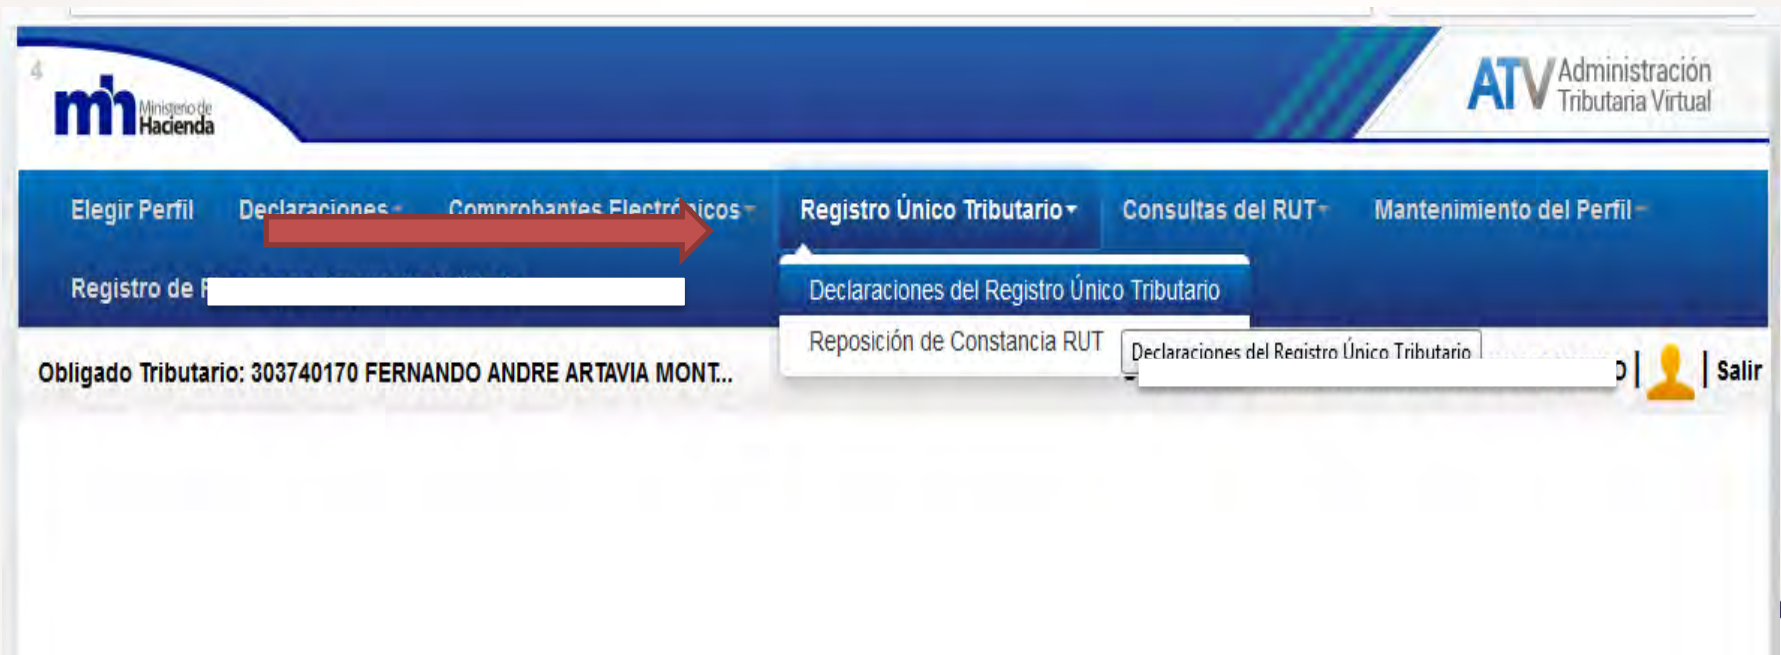 4
mh Ministerio de
Hacienda
ATV Administración
Tributaria Virtual
Elegir Perfil Declaraciones Comprobantes Electrónicos Registro Único Tributario Consultas del RUT Mantenimiento del Perfil
Registro de
Declaraciones del Registro Único Tributario
Reposición de Constancia RUT
Declaraciones del Registro Único Tributario
Obligado Tributario: 303740170 FERNANDO ANDRE ARTAVIA MONT... | | Salir